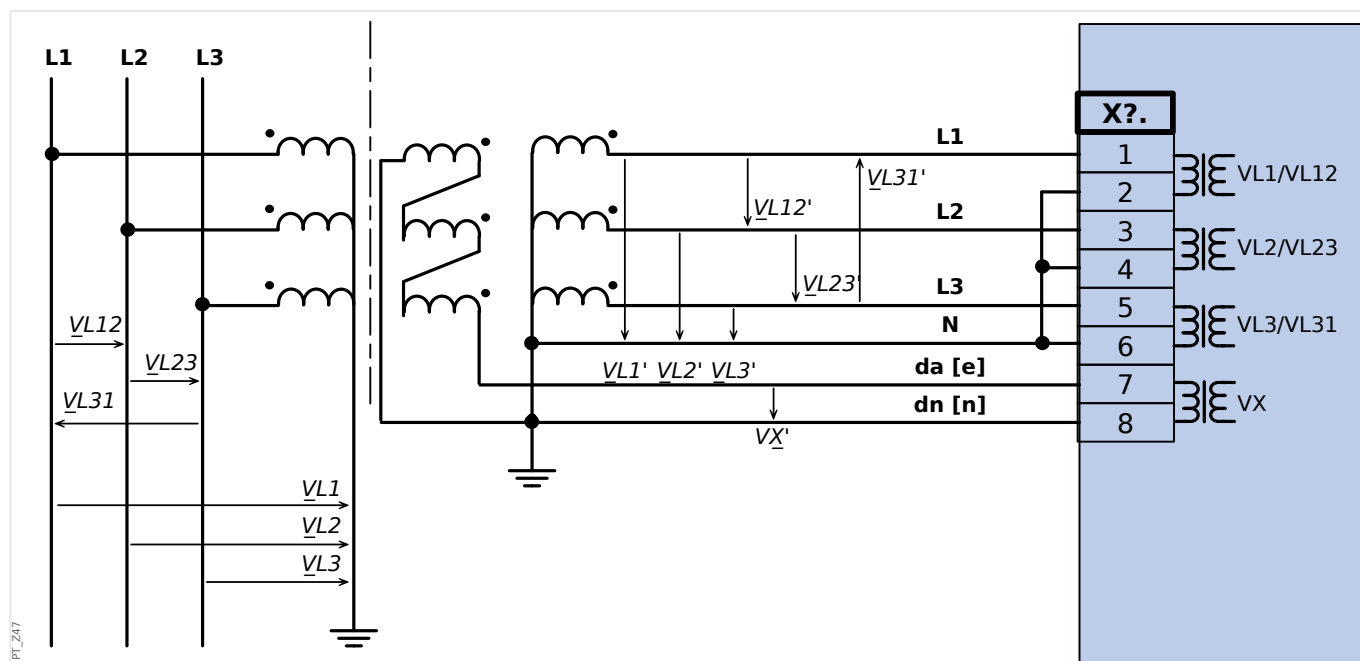 L1 L2 L3
X?.
L1
1
VL1/VL12
VL31'
2
VL12'
L2
3
VL2/VL23
4
VL23'
L3
5
VL3/VL31
VL12
N
6
VL23
VL1' VL2' VL3'
da [e]
7
VL31
dn [n]
8
VX
VX'
VL1
VL2
VL3
PT_Z47